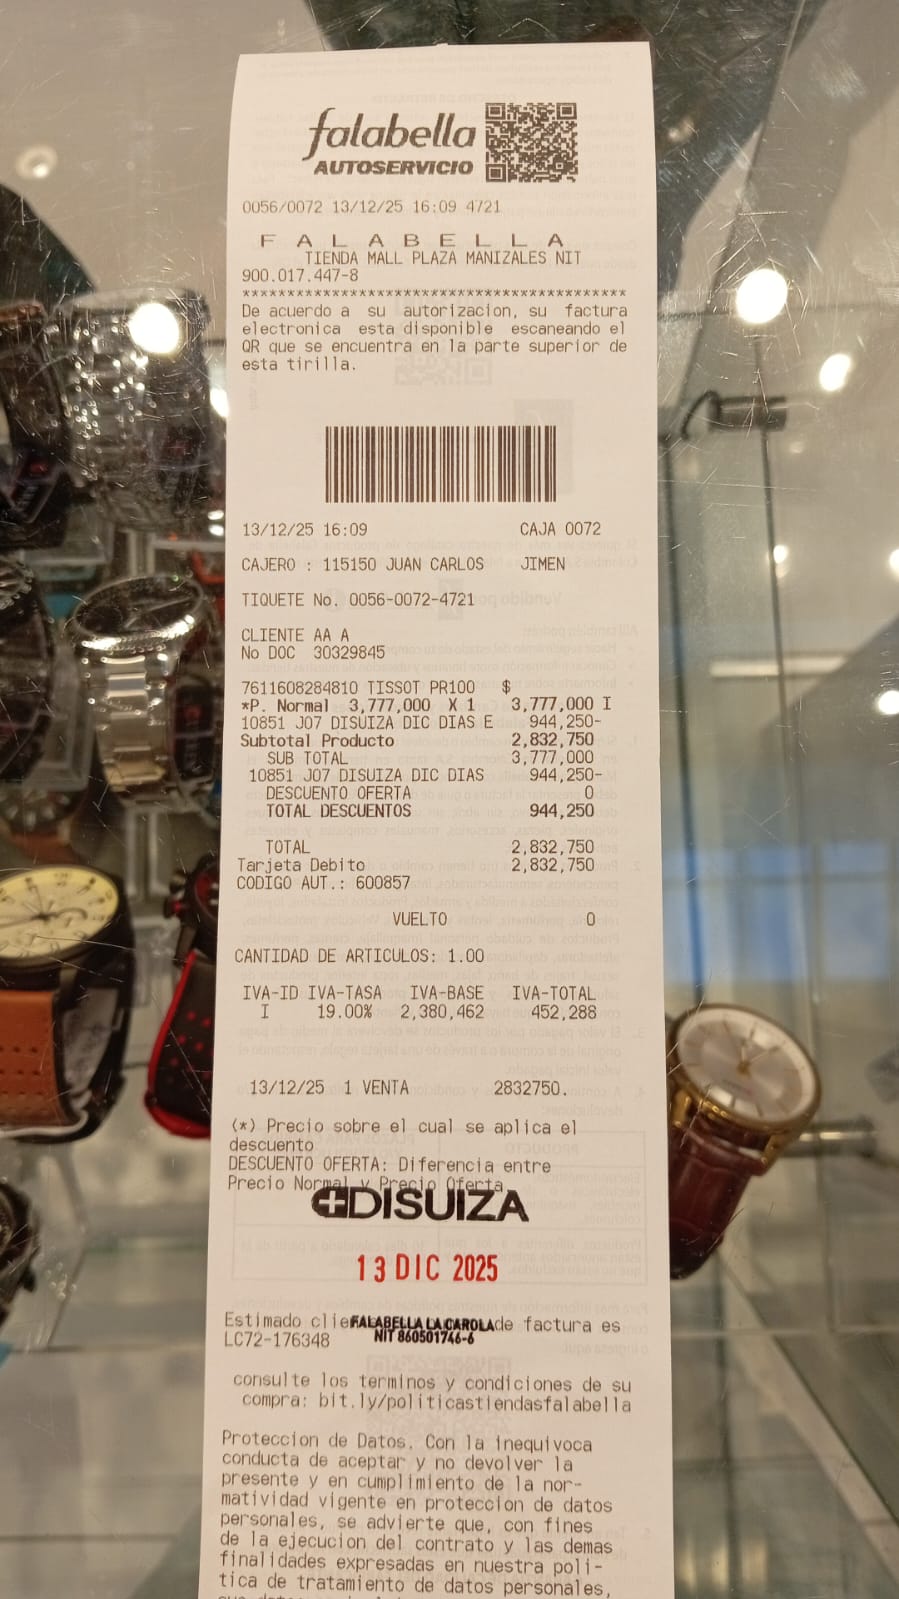 falabella
AUTOSERVICIO
0056/0072 13/12/25 16:09 4721
F A L A B E L L A
TIENDA MALL PLAZA MANIZALES NIT
900.017.447-8
******************************************
De acuerdo a su autorizacion, su factura
electronica esta disponible escaneando el
QR que se encuentra en la parte superior de
esta tirilla.
13/12/25 16:09 CAJA 0072
CAJERO : 115150 JUAN CARLOS JIMEN
TIQUETE No. 0056-0072-4721
CLIENTE AA A
No DOC 30329845
7611608284810 TISSOT PR100 $
*P. Normal 3,777,000 X 1 3,777,000 I
10851 J07 DISUIZA DIC DIAS E 944,250-
Subtotal Producto 2,832,750
SUB TOTAL 3,777,000
10851 J07 DISUIZA DIC DIAS 944,250-
DESCUENTO OFERTA 0
TOTAL DESCUENTOS 944,250
TOTAL 2,832,750
Tarjeta Debito 2,832,750
CODIGO AUT.: 600857
VUELTO 0
CANTIDAD DE ARTICULOS: 1.00
IVA-ID IVA-TASA IVA-BASE IVA-TOTAL
I 19.00% 2,380,462 452,288
13/12/25 1 VENTA 2832750.
(*) Precio sobre el cual se aplica el
descuento
DESCUENTO OFERTA: Diferencia entre
Precio Normal y Precio Oferta
DISUIZA
13 DIC 2025
Estimado clie FALABELLA LA CAROLA de factura es
LC72-176348 NIT 860501746-6
consulte los terminos y condiciones de su
compra: bit.ly/politicastiendasfalabella
Proteccion de Datos. Con la inequivoca
conducta de aceptar y no devolver la
presente y en cumplimiento de la nor-
matividad vigente en proteccion de datos
personales, se advierte que, con fines
de la ejecucion del contrato y las demas
finalidades expresadas en nuestra poli-
tica de tratamiento de datos personales,